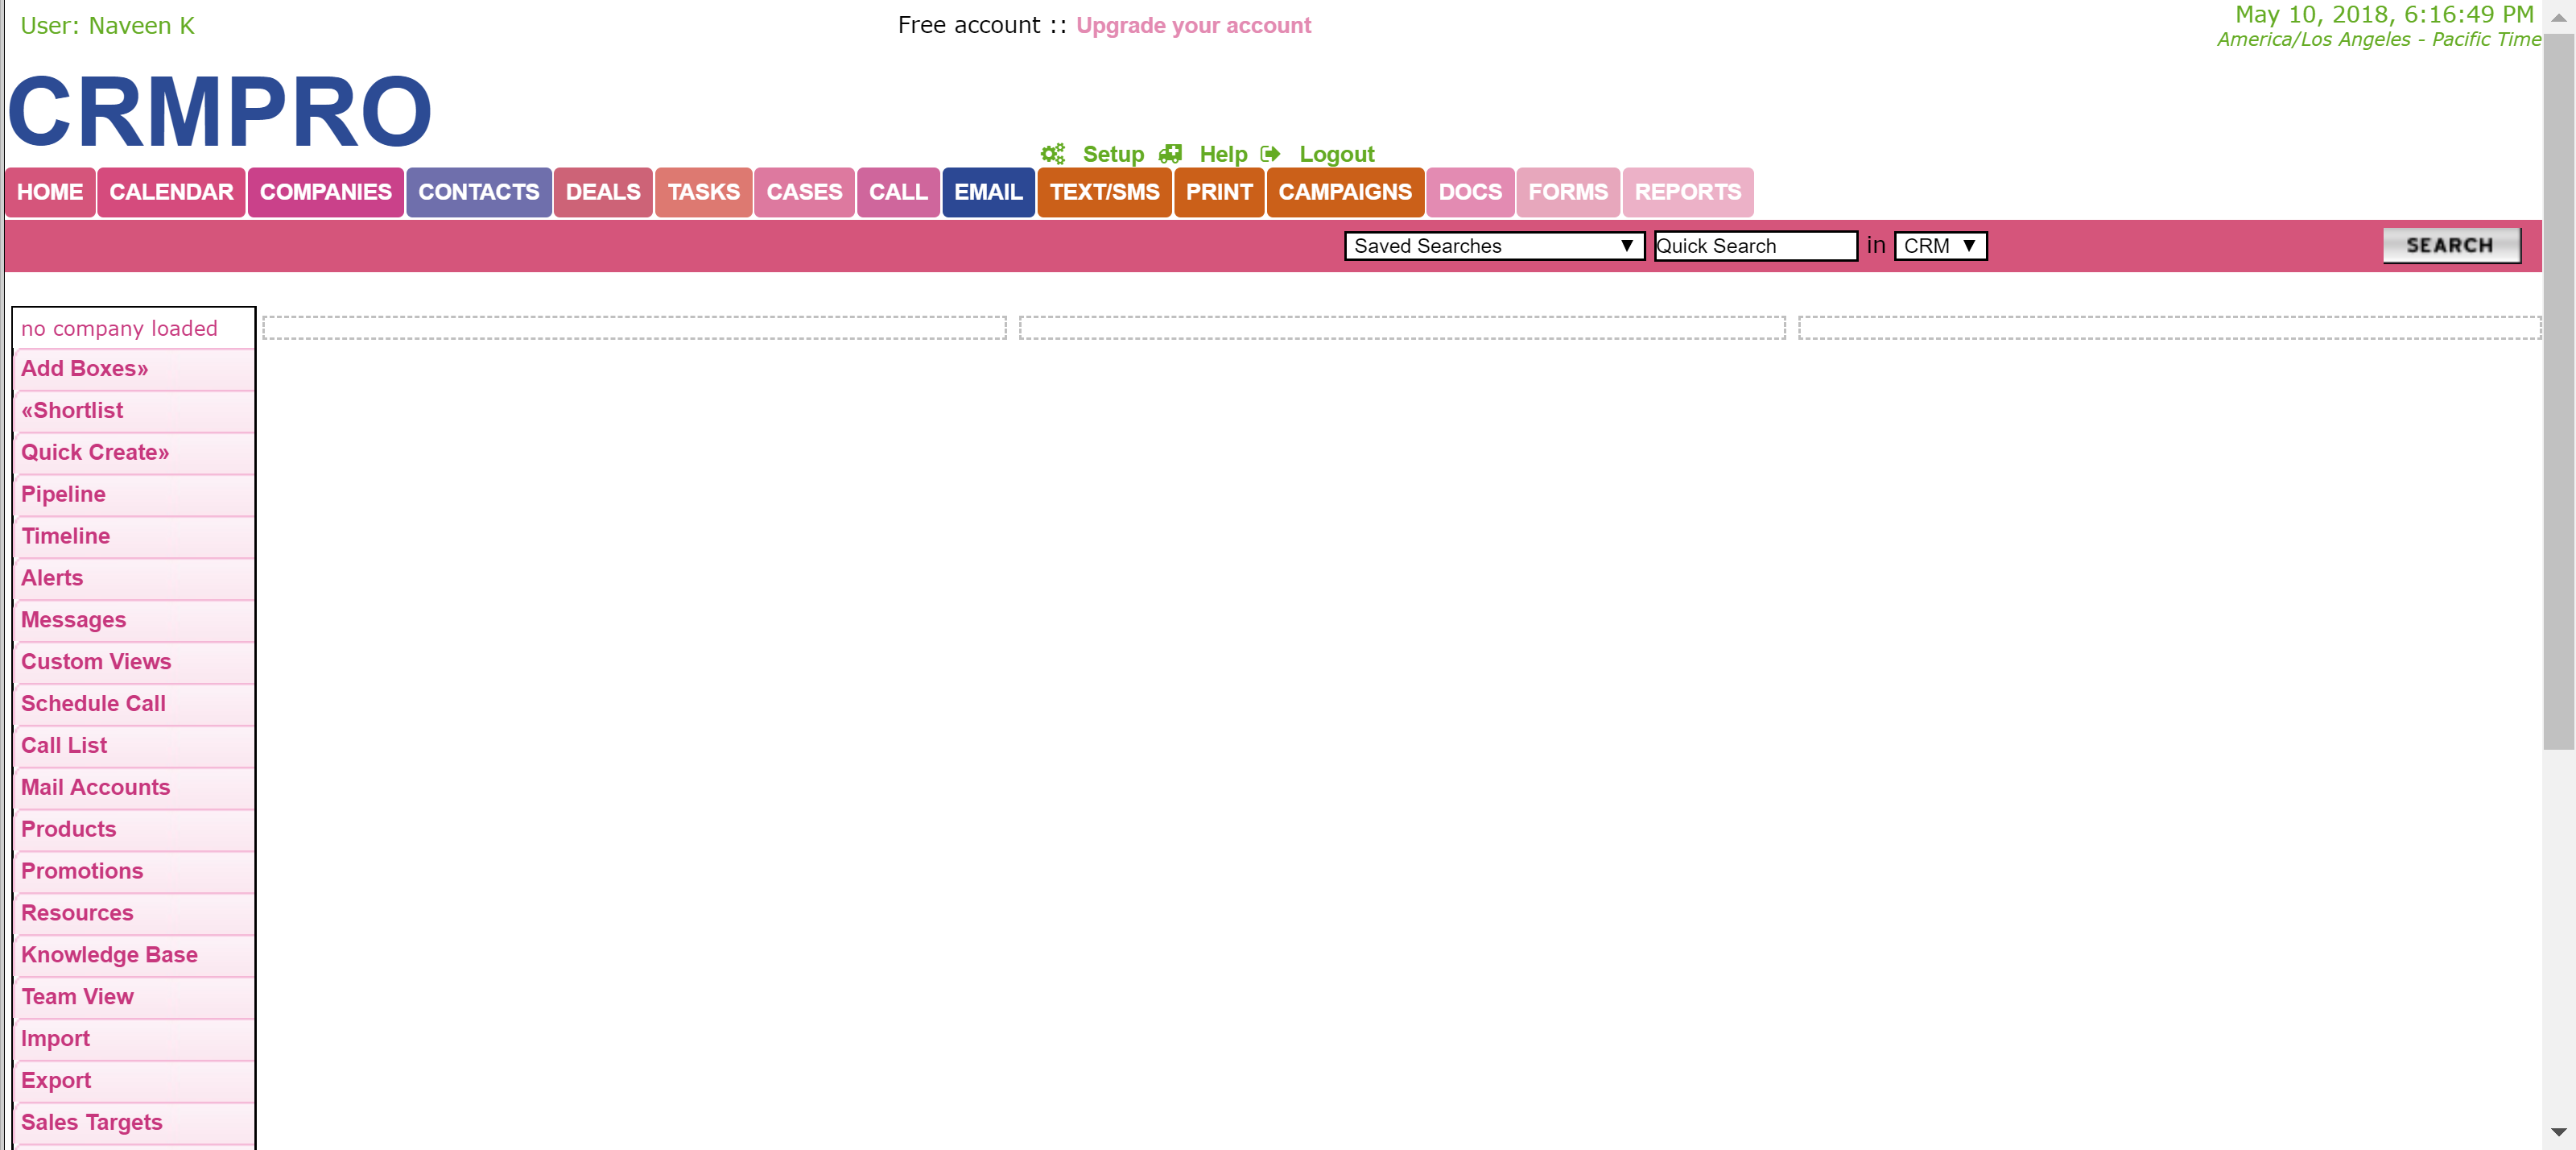 User: Naveen K
Free account :: Upgrade your account
May 10, 2018, 6:16:49 PM
America/Los Angeles - Pacific Time
CRMPRO
Setup Help Logout
HOME CALENDAR COMPANIES CONTACTS DEALS TASKS CASES CALL EMAIL TEXT/SMS PRINT CAMPAIGNS DOCS FORMS REPORTS
Saved Searches Quick Search in CRM SEARCH
no company loaded
Add Boxes»
«Shortlist
Quick Create»
Pipeline
Timeline
Alerts
Messages
Custom Views
Schedule Call
Call List
Mail Accounts
Products
Promotions
Resources
Knowledge Base
Team View
Import
Export
Sales Targets